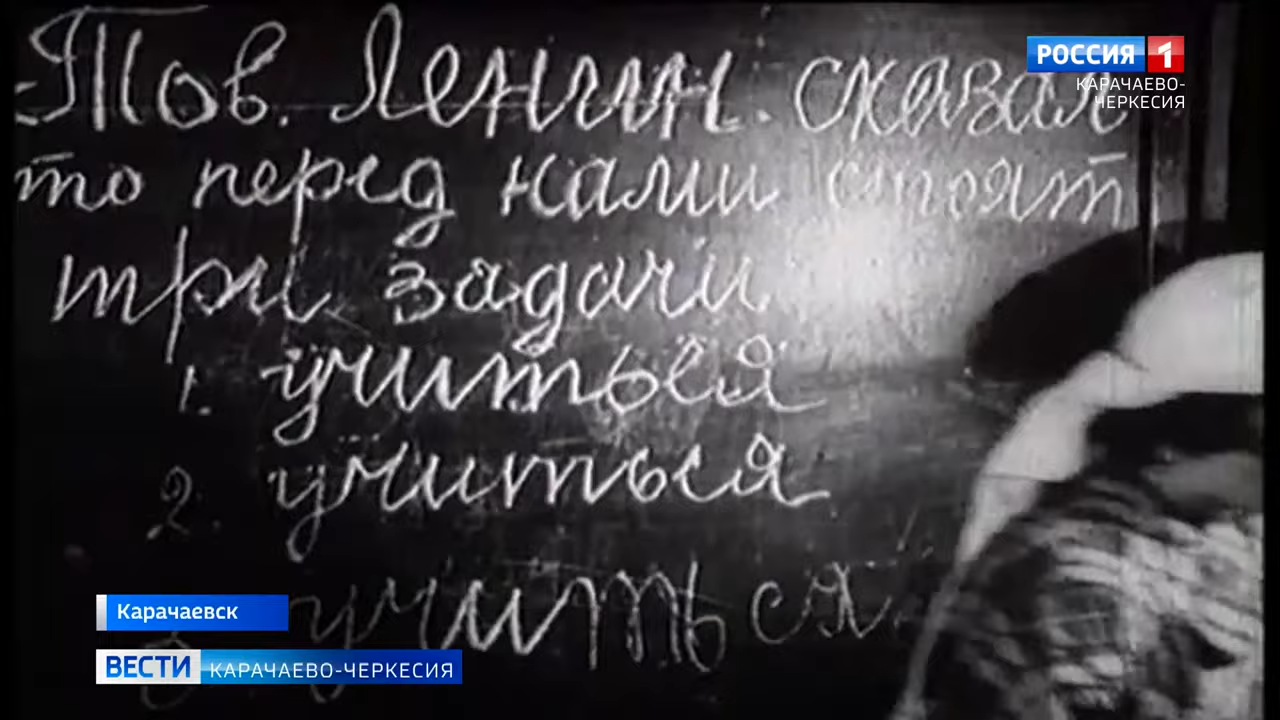 Тов. Ленин. сказал
то перед нами стоят
три задачи
1. учиться
2. учиться
3. учиться
РОССИЯ 1
КАРАЧАЕВО-
ЧЕРКЕСИЯ
Карачаевск
ВЕСТИ КАРАЧАЕВО-ЧЕРКЕСИЯ